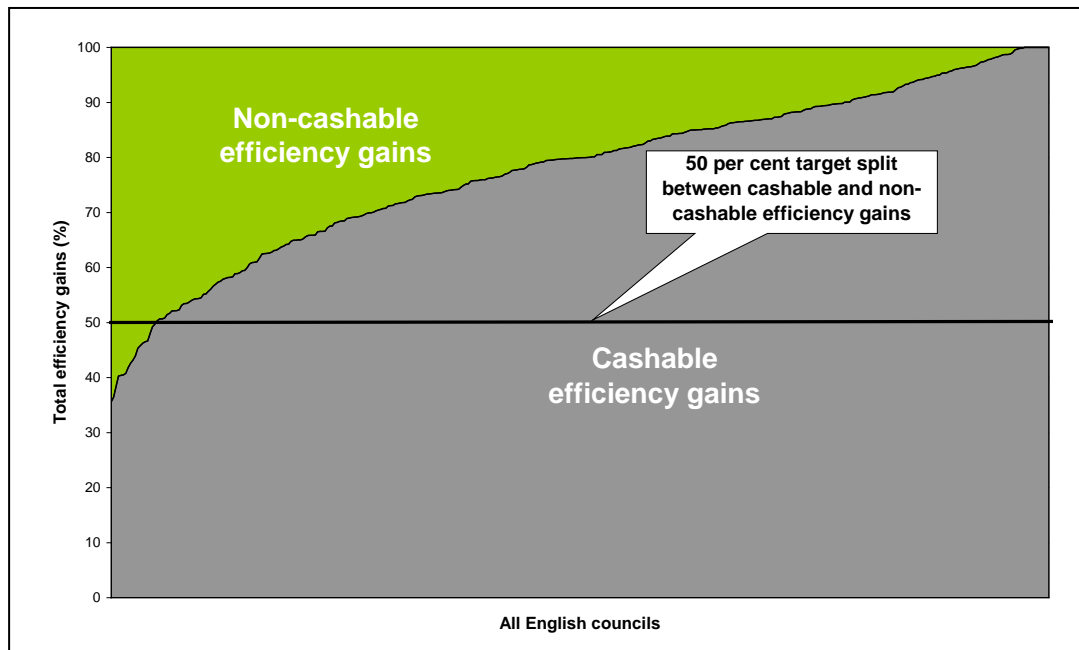 Total efficiency gains (%)
100
90
80
70
60
50
40
30
20
10
0
Non-cashable
efficiency gains
50 per cent target split
between cashable and non-
cashable efficiency gains
Cashable
efficiency gains
All English councils